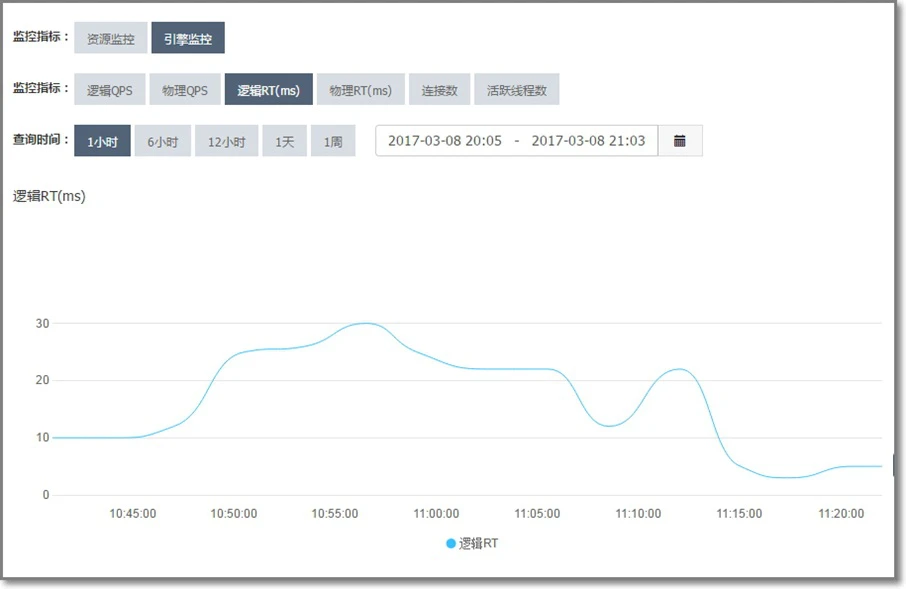 监控指标： 资源监控 引擎监控
监控指标： 逻辑QPS 物理QPS 逻辑RT(ms) 物理RT(ms) 连接数 活跃线程数
查询时间： 1小时 6小时 12小时 1天 1周 2017-03-08 20:05 - 2017-03-08 21:03
逻辑RT(ms)
30
20
10
0
10:45:00 10:50:00 10:55:00 11:00:00 11:05:00 11:10:00 11:15:00 11:20:00
逻辑RT